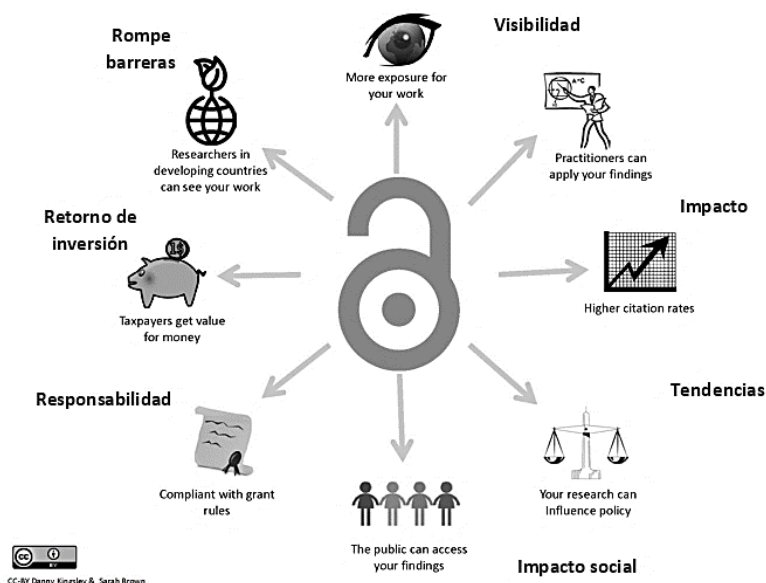 Rompe
barreras
Visibilidad
More exposure for
your work
A=C
Researchers in
developing countries
can see your work
Practitioners can
apply your findings
Retorno de
inversión
Impacto
1$
Taxpayers get value
for money
Higher citation rates
Responsabilidad
Tendencias
Compliant with grant
rules
Your research can
Influence policy
The public can access
your findings
Impacto social
cc
BY
CC-BY Danny Kingsley & Sarah Brown